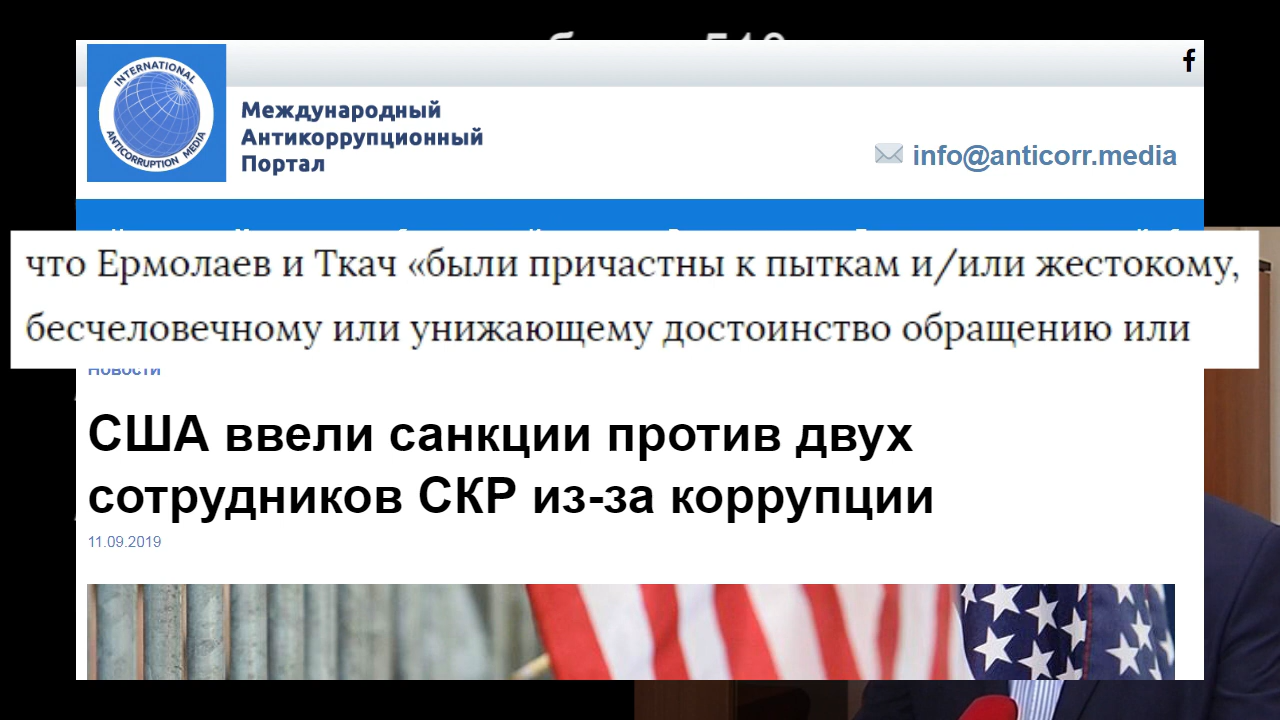 INTERNATIONAL
ANTICORRUPTION MEDIA
Международный
Антикоррупционный
Портал
f
info@anticorr.media
что Ермолаев и Ткач «были причастны к пыткам и/или жестокому,
бесчеловечному или унижающему достоинство обращению или
Новости
США ввели санкции против двух
сотрудников СКР из-за коррупции
11.09.2019